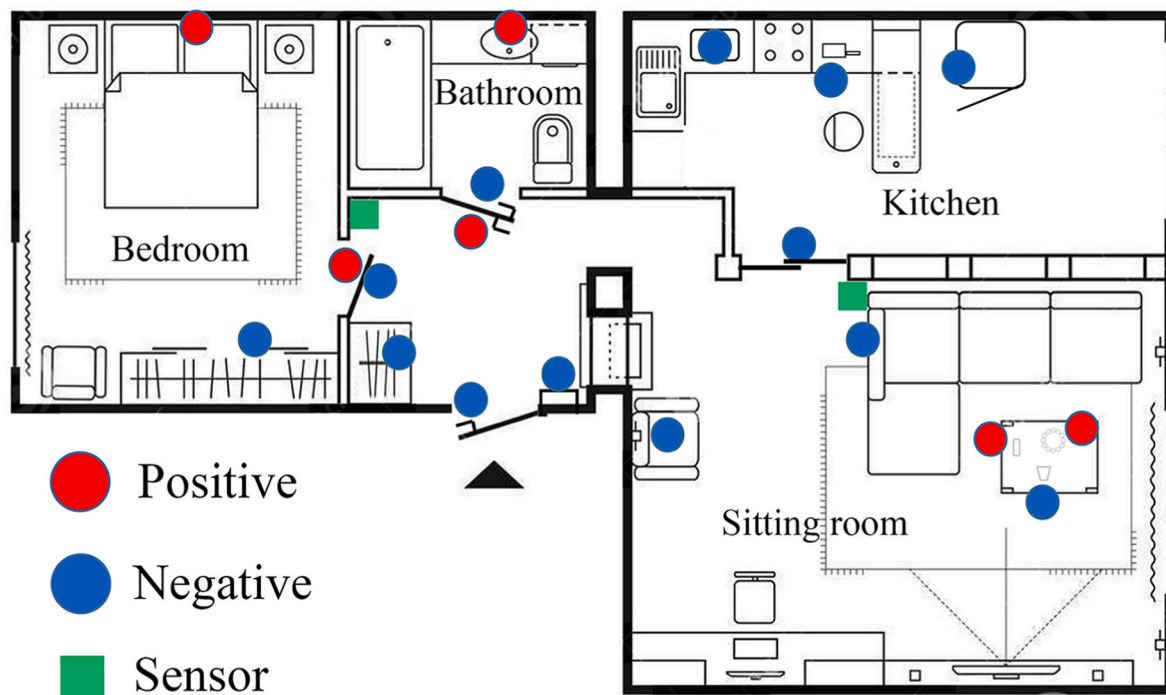 Bathroom
Kitchen
Bedroom
Sitting room
Positive
Negative
Sensor